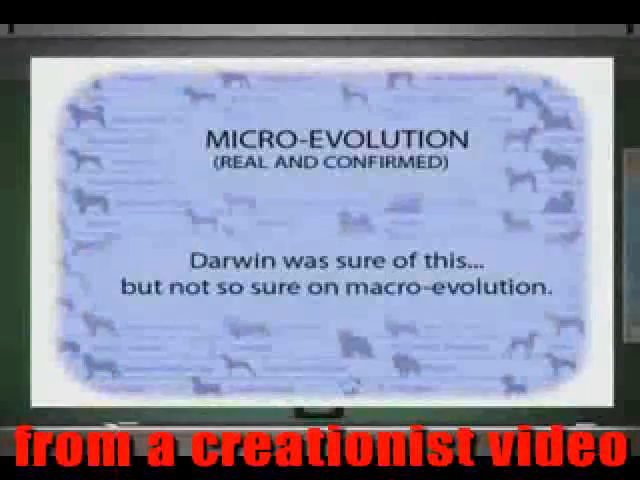 MICRO-EVOLUTION
(REAL AND CONFIRMED)
Darwin was sure of this...
but not so sure on macro-evolution.
from a creationist video